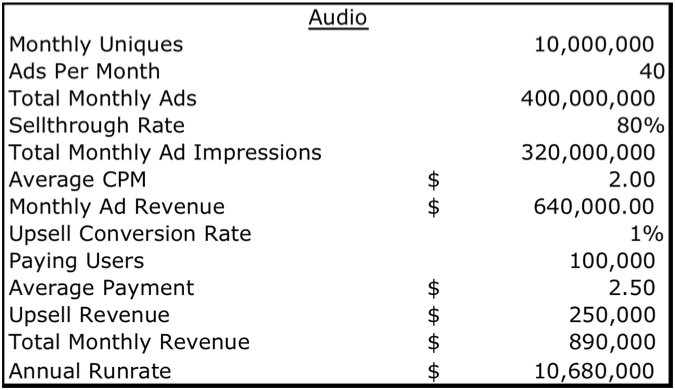 Audio
Monthly Uniques 10,000,000
Ads Per Month 40
Total Monthly Ads 400,000,000
Sellthrough Rate 80%
Total Monthly Ad Impressions 320,000,000
Average CPM $ 2.00
Monthly Ad Revenue $ 640,000.00
Upsell Conversion Rate 1%
Paying Users 100,000
Average Payment $ 2.50
Upsell Revenue $ 250,000
Total Monthly Revenue $ 890,000
Annual Runrate $ 10,680,000